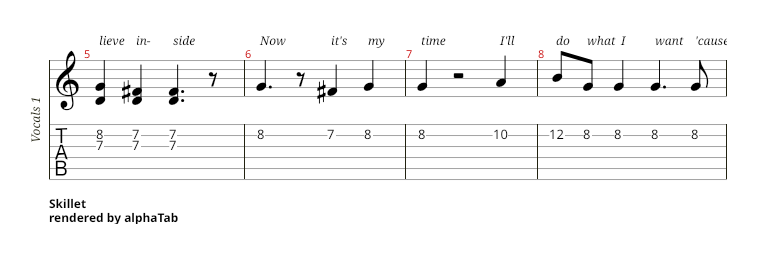 lieve in- side Now it's my time I'll do what I want 'cause
5 6 7 8
Vocals 1
T 8 7 7 8 7 8 8 10 12 8 8 8 8
7 7 7
A
B
Skillet
rendered by alphaTab